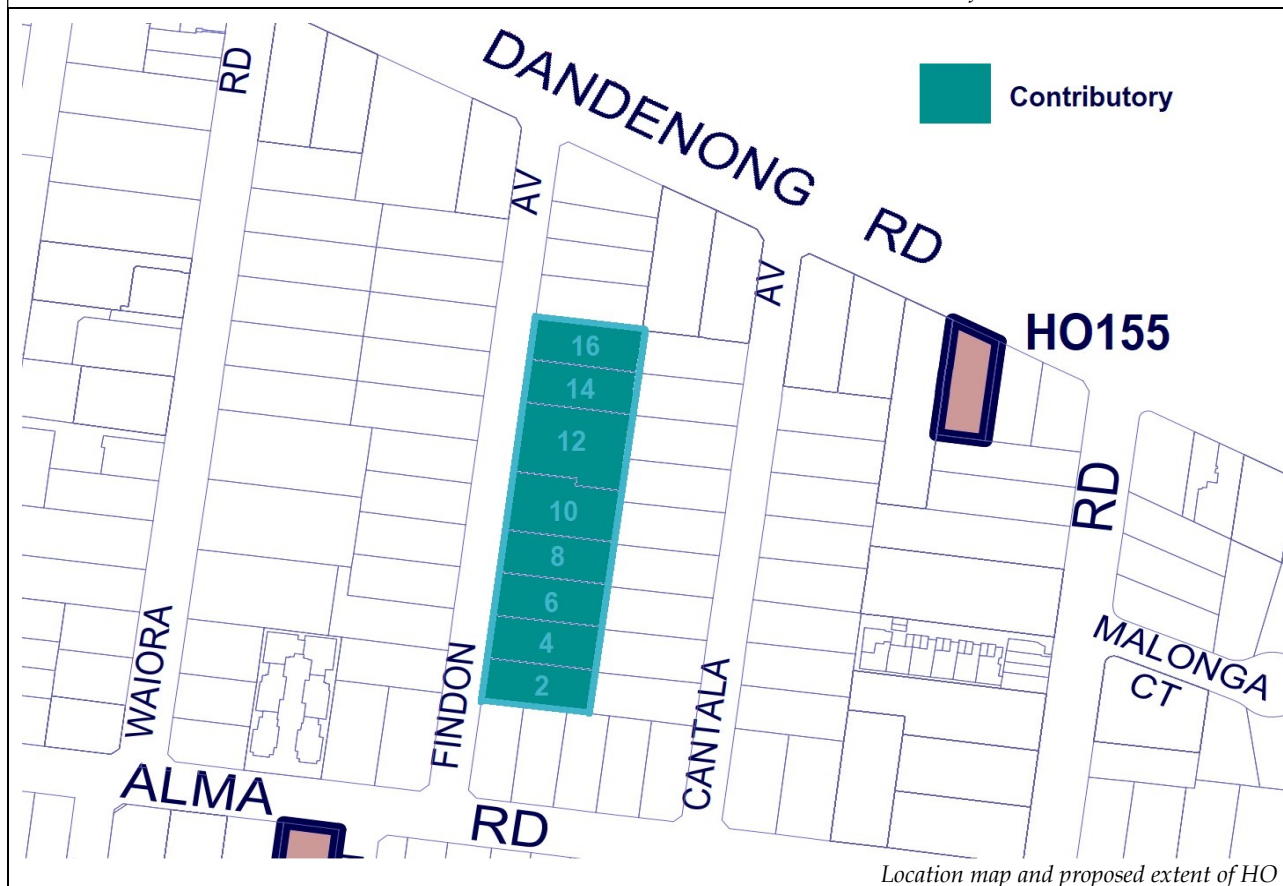 DANDENONG RD
Contributory
RD
AV
AV
HO155
16
14
12
10
8
6
4
2
RD
WAIORA
FINDON
CANTALA
MALONGA
CT
ALMA RD
Location map and proposed extent of HO